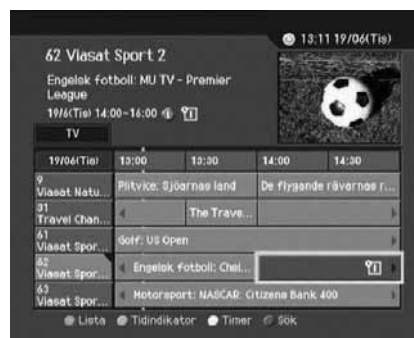 13:11 19/06(Tis)
62 Viasat Sport 2
Engelsk fotboll: MU TV - Premier
League
19/6(Tis) 14:00~16:00
TV
19/06(Tis) 13:00 13:30 14:00 14:30
9
Viasat Natu... Plitvice: Sjöarnas land De flygande rävarnas r...
31
Travel Chan... The Trave...
61
Viasat Spor... Golf: US Open
62
Viasat Spor... Engelsk fotboll: Chel...
63
Viasat Spor... Motorsport: NASCAR: Citizens Bank 400
Lista Tidindikator Timer Sök